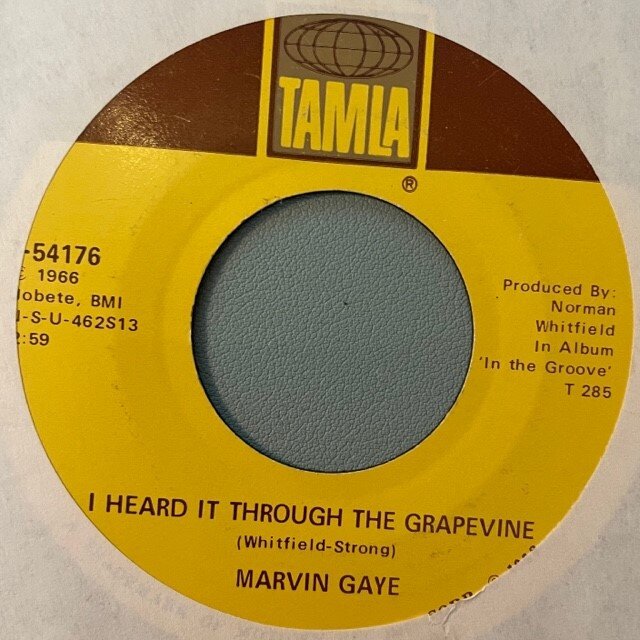 TAMLA
®
-54176
© 1966
Jobete, BMI
-S-U-462S13
:59
Produced By:
Norman
Whitfield
In Album
'In the Groove'
T 285
I HEARD IT THROUGH THE GRAPEVINE
(Whitfield-Strong)
MARVIN GAYE